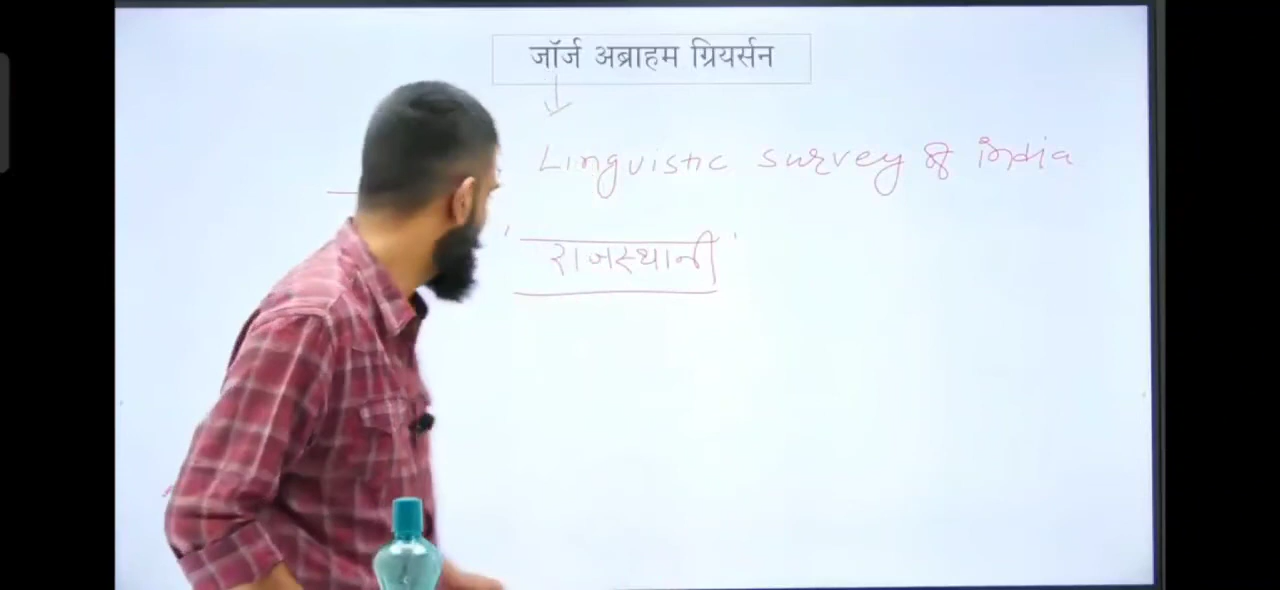 जॉर्ज अब्राहम ग्रियर्सन
Linguistic survey of india
' राजस्थानी '